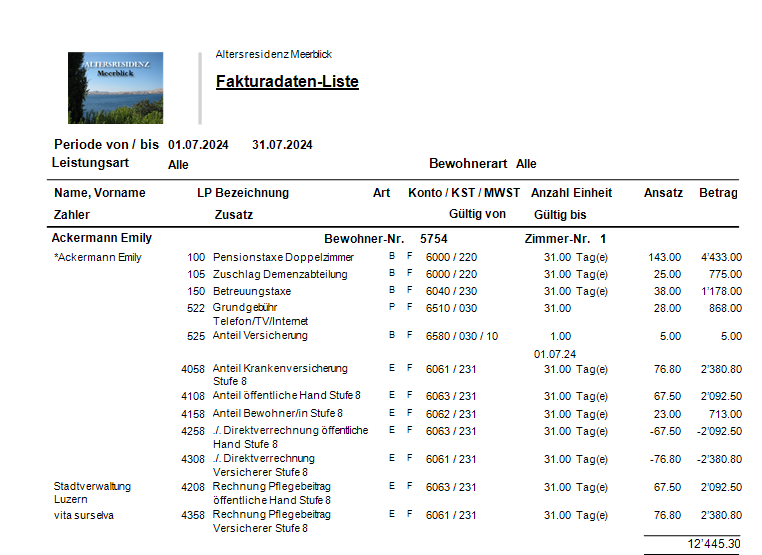 Altersresidenz Meerblick
ALTERSRESIDENZ
Meerblick
Fakturadaten-Liste
Periode von / bis 01.07.2024 31.07.2024
Leistungsart Alle Bewohnerart Alle
Name, Vorname LP Bezeichnung Art Konto / KST / MWST Anzahl Einheit Ansatz Betrag
Zahler Zusatz Gültig von Gültig bis
Ackermann Emily Bewohner-Nr. 5754 Zimmer-Nr. 1
*Ackermann Emily 100 Pensionstaxe Doppelzimmer B F 6000 / 220 31.00 Tag(e) 143.00 4'433.00
105 Zuschlag Demenzabteilung B F 6000 / 220 31.00 Tag(e) 25.00 775.00
150 Betreuungstaxe B F 6040 / 230 31.00 Tag(e) 38.00 1'178.00
522 Grundgebühr P F 6510 / 030 31.00 28.00 868.00
Telefon/TV/Internet
525 Anteil Versicherung B F 6580 / 030 / 10 1.00 5.00 5.00
01.07.24
4058 Anteil Krankenversicherung E F 6061 / 231 31.00 Tag(e) 76.80 2'380.80
Stufe 8
4108 Anteil öffentliche Hand Stufe 8 E F 6063 / 231 31.00 Tag(e) 67.50 2'092.50
4158 Anteil Bewohner/in Stufe 8 E F 6062 / 231 31.00 Tag(e) 23.00 713.00
4258 ./. Direktverrechnung öffentliche E F 6063 / 231 31.00 Tag(e) -67.50 -2'092.50
Hand Stufe 8
4308 ./. Direktverrechnung E F 6061 / 231 31.00 Tag(e) -76.80 -2'380.80
Versicherer Stufe 8
Stadtverwaltung 4208 Rechnung Pflegebeitrag E F 6063 / 231 31.00 Tag(e) 67.50 2'092.50
Luzern öffentliche Hand Stufe 8
vita surselva 4358 Rechnung Pflegebeitrag E F 6061 / 231 31.00 Tag(e) 76.80 2'380.80
Versicherer Stufe 8
12'445.30